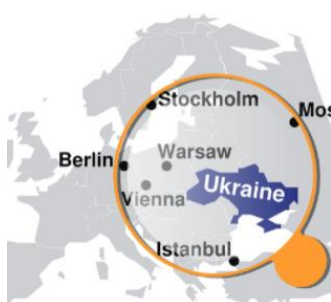 Stockholm
Mos
Berlin
Warsaw
Vienna
Ukraine
Istanbul